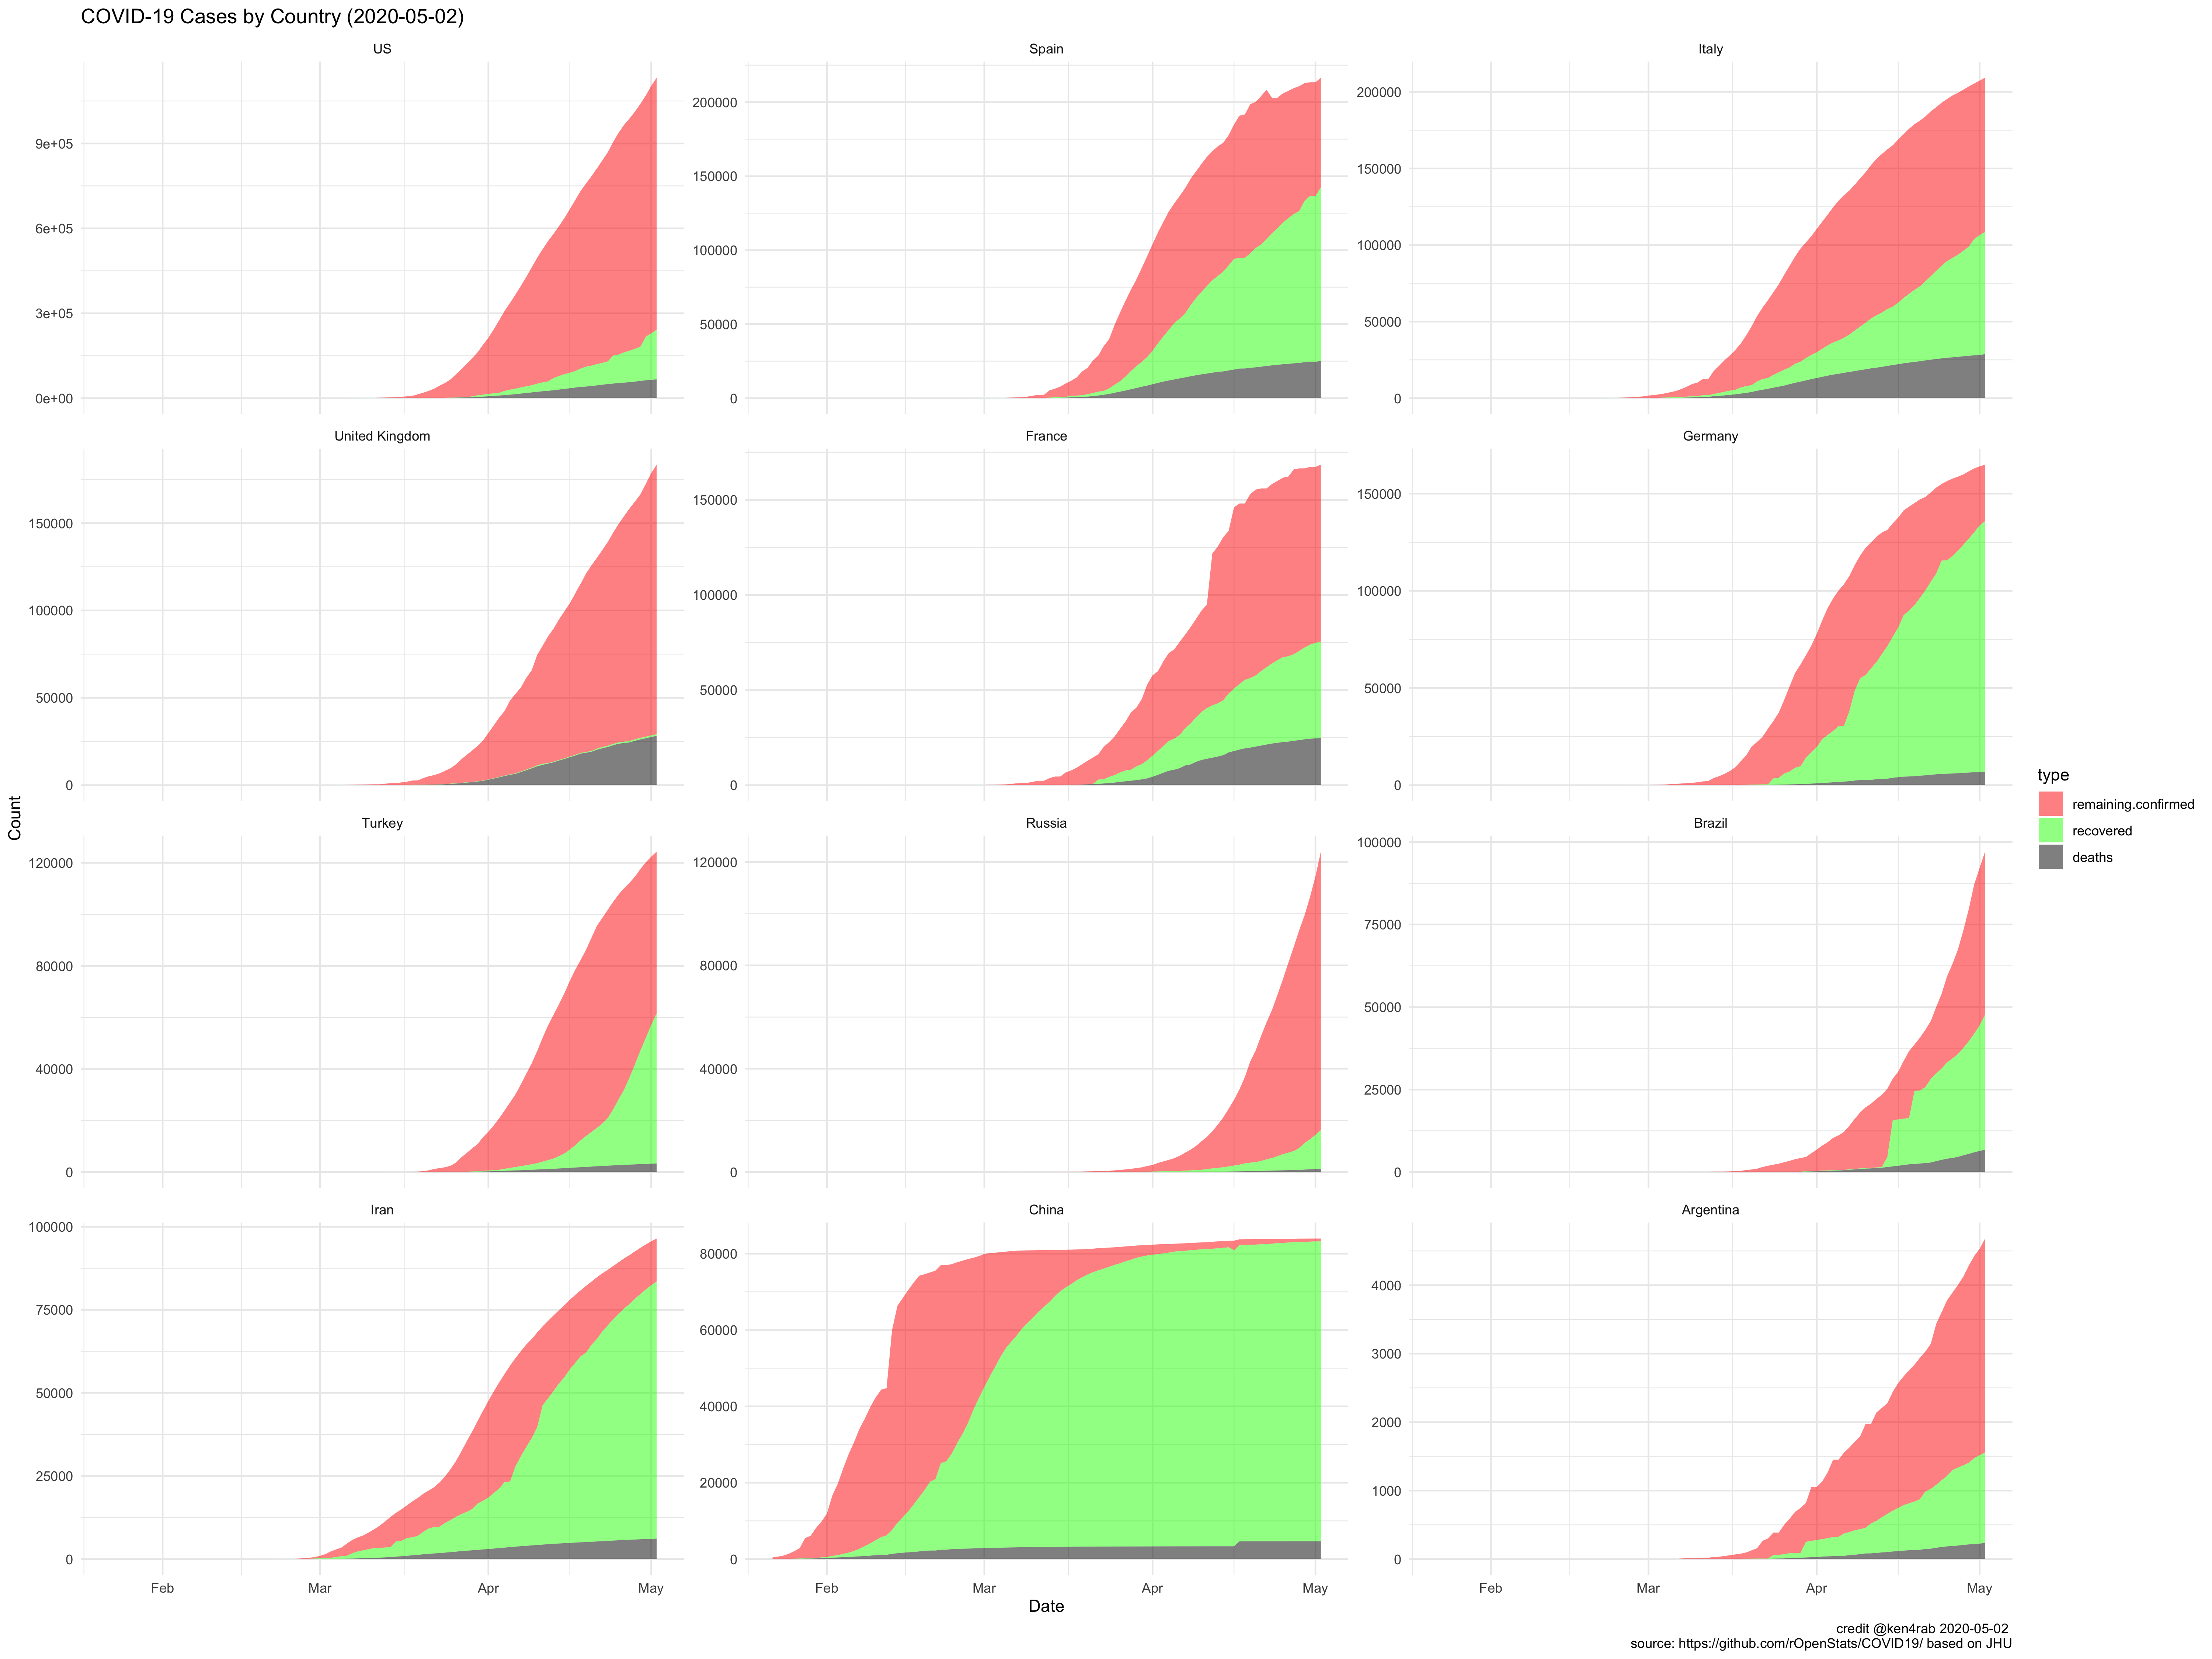 COVID-19 Cases by Country (2020-05-02)
US
Spain
Italy
9e+05
6e+05
3e+05
0e+00
200000
150000
100000
50000
0
200000
150000
100000
50000
0
United Kingdom
France
Germany
150000
100000
50000
0
150000
100000
50000
0
150000
100000
50000
0
Count
type
remaining.confirmed
recovered
deaths
Turkey
Russia
Brazil
120000
80000
40000
0
120000
80000
40000
0
100000
75000
50000
25000
0
Iran
China
Argentina
100000
75000
50000
25000
0
80000
60000
40000
20000
0
4000
3000
2000
1000
0
Feb Mar Apr May
Feb Mar Apr May
Feb Mar Apr May
Date
credit @ken4rab 2020-05-02
source: https://github.com/rOpenStats/COVID19/ based on JHU